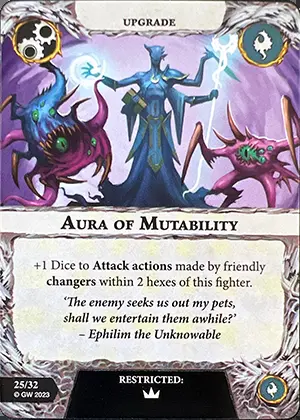 UPGRADE
AURA OF MUTABILITY
+1 Dice to Attack actions made by friendly
changers within 2 hexes of this fighter.
‘The enemy seeks us out my pets,
shall we entertain them awhile?’
– Ephilim the Unknowable
25/32
© GW 2023
RESTRICTED: